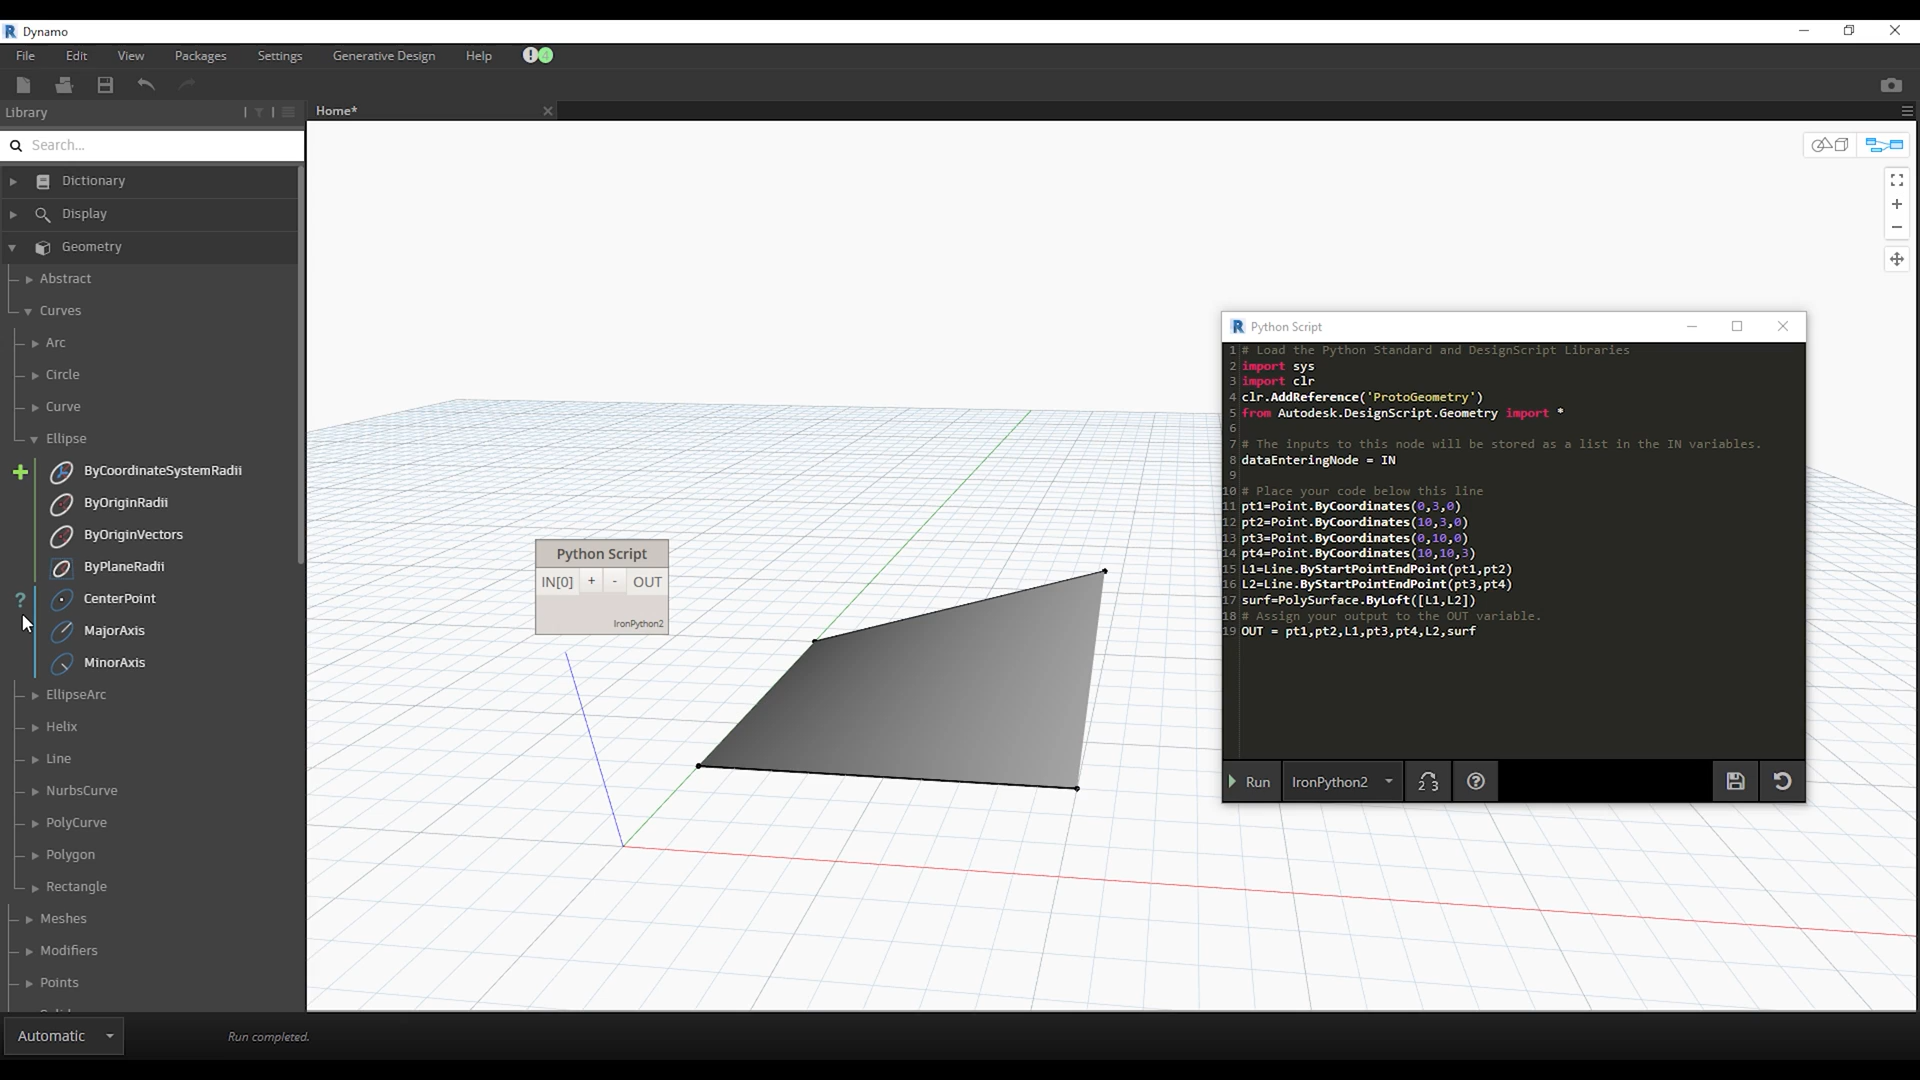 Dynamo
File Edit View Packages Settings Generative Design Help
Library
Home*
Search...
Dictionary
Display
Geometry
Abstract
Curves
Arc
Circle
Curve
Ellipse
ByCoordinateSystemRadii
ByOriginRadii
ByOriginVectors
ByPlaneRadii
CenterPoint
MajorAxis
MinorAxis
EllipseArc
Helix
Line
NurbsCurve
PolyCurve
Polygon
Rectangle
Meshes
Modifiers
Points
Python Script
IN[0] + - OUT
IronPython2
Python Script
1 # Load the Python Standard and DesignScript Libraries
2 import sys
3 import clr
4 clr.AddReference('ProtoGeometry')
5 from Autodesk.DesignScript.Geometry import *
6
7 # The inputs to this node will be stored as a list in the IN variables.
8 dataEnteringNode = IN
9
10 # Place your code below this line
11 pt1=Point.ByCoordinates(0,3,0)
12 pt2=Point.ByCoordinates(10,3,0)
13 pt3=Point.ByCoordinates(0,10,0)
14 pt4=Point.ByCoordinates(10,10,3)
15 L1=Line.ByStartPointEndPoint(pt1,pt2)
16 L2=Line.ByStartPointEndPoint(pt3,pt4)
17 surf=PolySurface.ByLoft([L1,L2])
18 # Assign your output to the OUT variable.
19 OUT = pt1,pt2,L1,pt3,pt4,L2,surf
Run IronPython2 2 3
Automatic
Run completed.